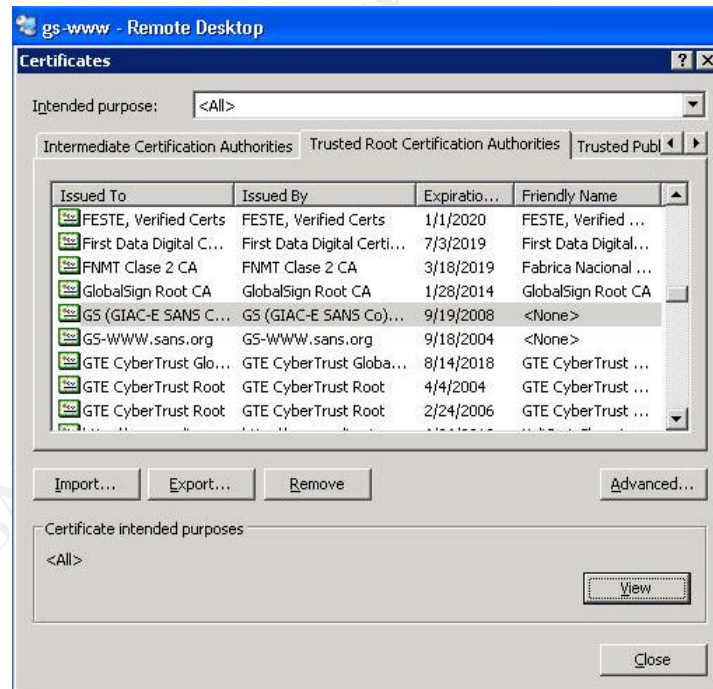 gs-www - Remote Desktop
Certificates
Intended purpose: <All>
Intermediate Certification Authorities Trusted Root Certification Authorities Trusted Publ
Issued To Issued By Expiratio... Friendly Name
FESTE, Verified Certs FESTE, Verified Certs 1/1/2020 FESTE, Verified ...
First Data Digital C... First Data Digital Certi... 7/3/2019 First Data Digital...
FNMT Clase 2 CA FNMT Clase 2 CA 3/18/2019 Fabrica Nacional ...
GlobalSign Root CA GlobalSign Root CA 1/28/2014 GlobalSign Root CA
GS (GIAC-E SANS C... GS (GIAC-E SANS Co)... 9/19/2008 <None>
GS-WWW.sans.org GS-WWW.sans.org 9/18/2004 <None>
GTE CyberTrust Glo... GTE CyberTrust Globa... 8/14/2018 GTE CyberTrust ...
GTE CyberTrust Root GTE CyberTrust Root 4/4/2004 GTE CyberTrust ...
GTE CyberTrust Root GTE CyberTrust Root 2/24/2006 GTE CyberTrust ...
Import... Export... Remove Advanced...
Certificate intended purposes
<All>
View
Close